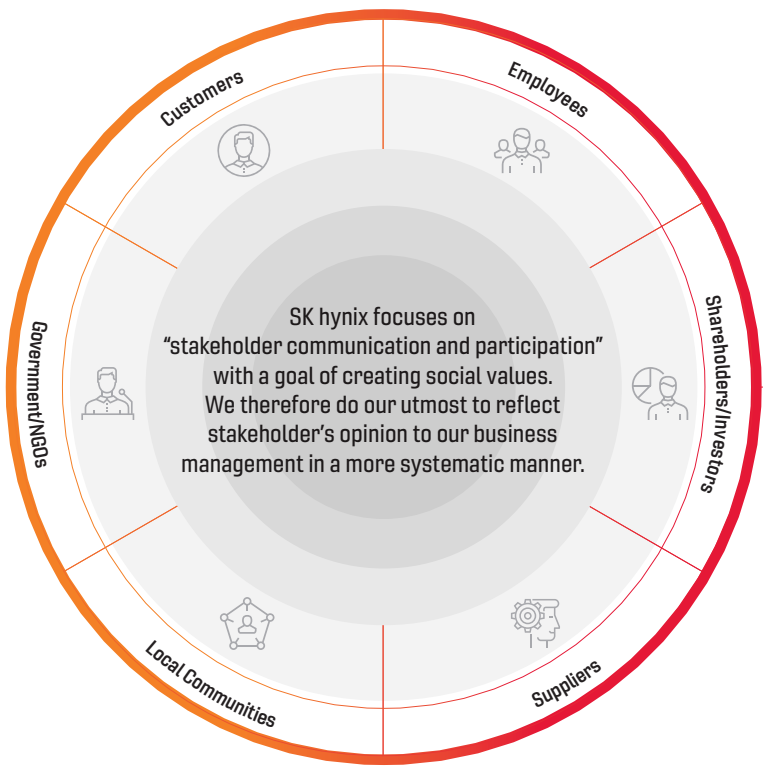 Customers
Employees
Shareholders/Investors
Suppliers
Local Communities
Government/NGOs
SK hynix focuses on
“stakeholder communication and participation”
with a goal of creating social values.
We therefore do our utmost to reflect
stakeholder’s opinion to our business
management in a more systematic manner.